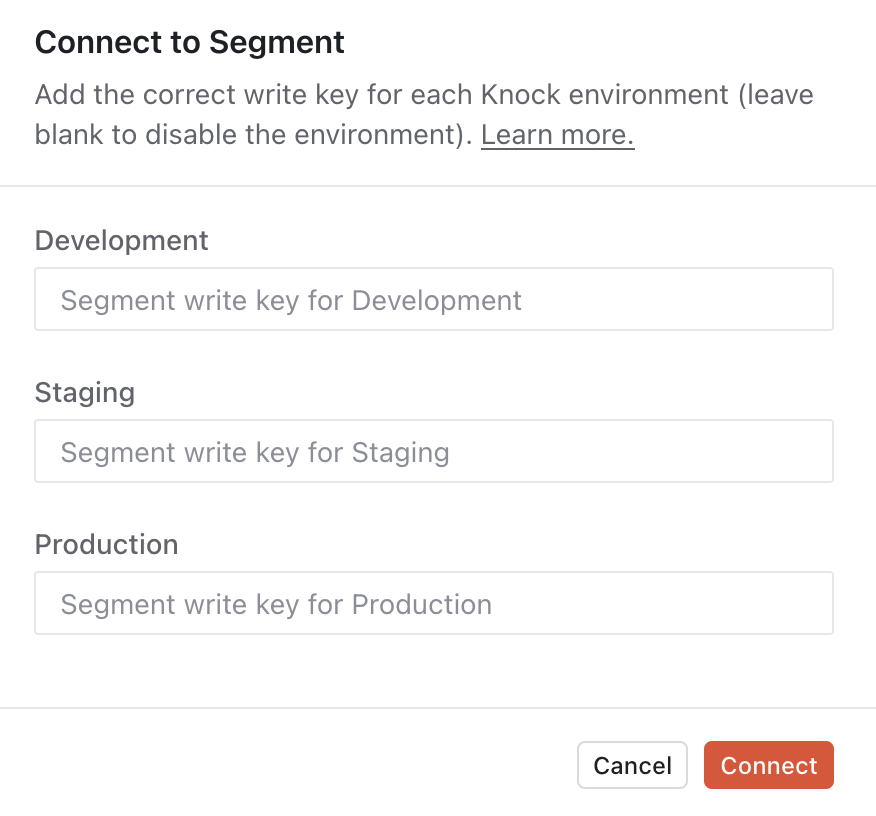 Connect to Segment
Add the correct write key for each Knock environment (leave
blank to disable the environment). Learn more.
Development
Segment write key for Development
Staging
Segment write key for Staging
Production
Segment write key for Production
Cancel
Connect